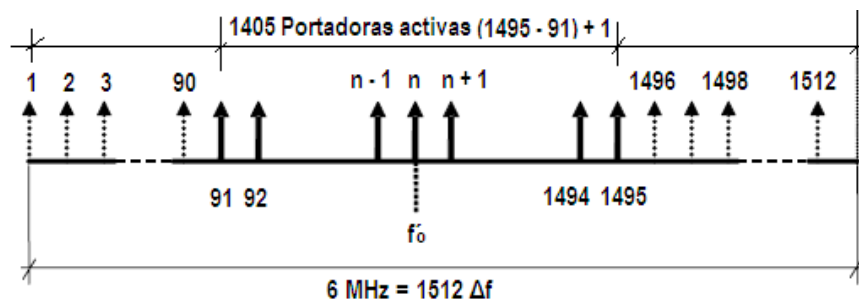 1405 Portadoras activas (1495 - 91) + 1
1 2 3 90 n - 1 n n + 1 1496 1498 1512
91 92 1494 1495
f'o
6 MHz = 1512 Δf